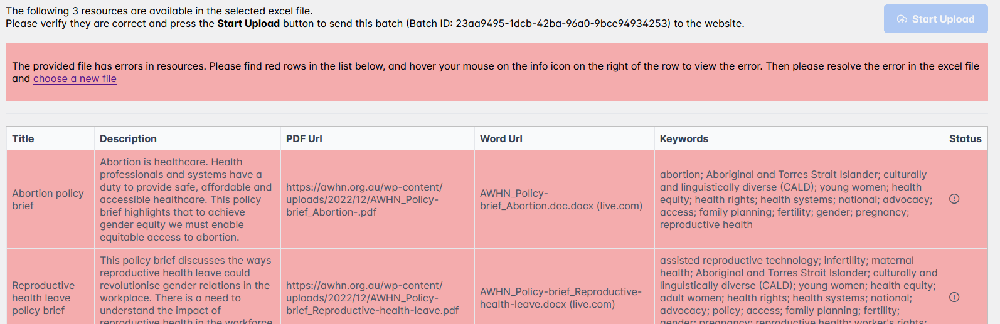 The following 3 resources are available in the selected excel file.
Please verify they are correct and press the Start Upload button to send this batch (Batch ID: 23aa9495-1dcb-42ba-96a0-9bce94934253) to the website.
Start Upload
The provided file has errors in resources. Please find red rows in the list below, and hover your mouse on the info icon on the right of the row to view the error. Then please resolve the error in the excel file
and choose a new file
Title
Description
PDF Url
Word Url
Keywords
Status
Abortion policy
brief
Abortion is healthcare. Health
professionals and systems have a
duty to provide safe, affordable and
accessible healthcare. This policy
brief highlights that to achieve
gender equity we must enable
equitable access to abortion.
https://awhn.org.au/wp-content/
uploads/2022/12/AWHN_Policy-
brief_Abortion-.pdf
AWHN_Policy-
brief_Abortion.doc.docx (live.com)
abortion; Aboriginal and Torres Strait Islander; culturally
and linguistically diverse (CALD); young women; health
equity; health rights; health systems; national; advocacy;
access; family planning; fertility; gender; pregnancy;
reproductive health
Reproductive
health leave
policy brief
This policy brief discusses the ways
reproductive health leave could
revolutionise gender relations in the
workplace. There is a need to
understand the impact of
reproductive health in the workforce
https://awhn.org.au/wp-content/
uploads/2022/12/AWHN_Policy-
brief_Reproductive-health-leave.pdf
AWHN_Policy-brief_Reproductive-
health-leave.docx (live.com)
assisted reproductive technology; infertility; maternal
health; Aboriginal and Torres Strait Islander; culturally and
linguistically diverse (CALD); young women; health equity;
adult women; health rights; health systems; national;
advocacy; policy; access; family planning; fertility;
gender; pregnancy; reproductive health; worker's rights;